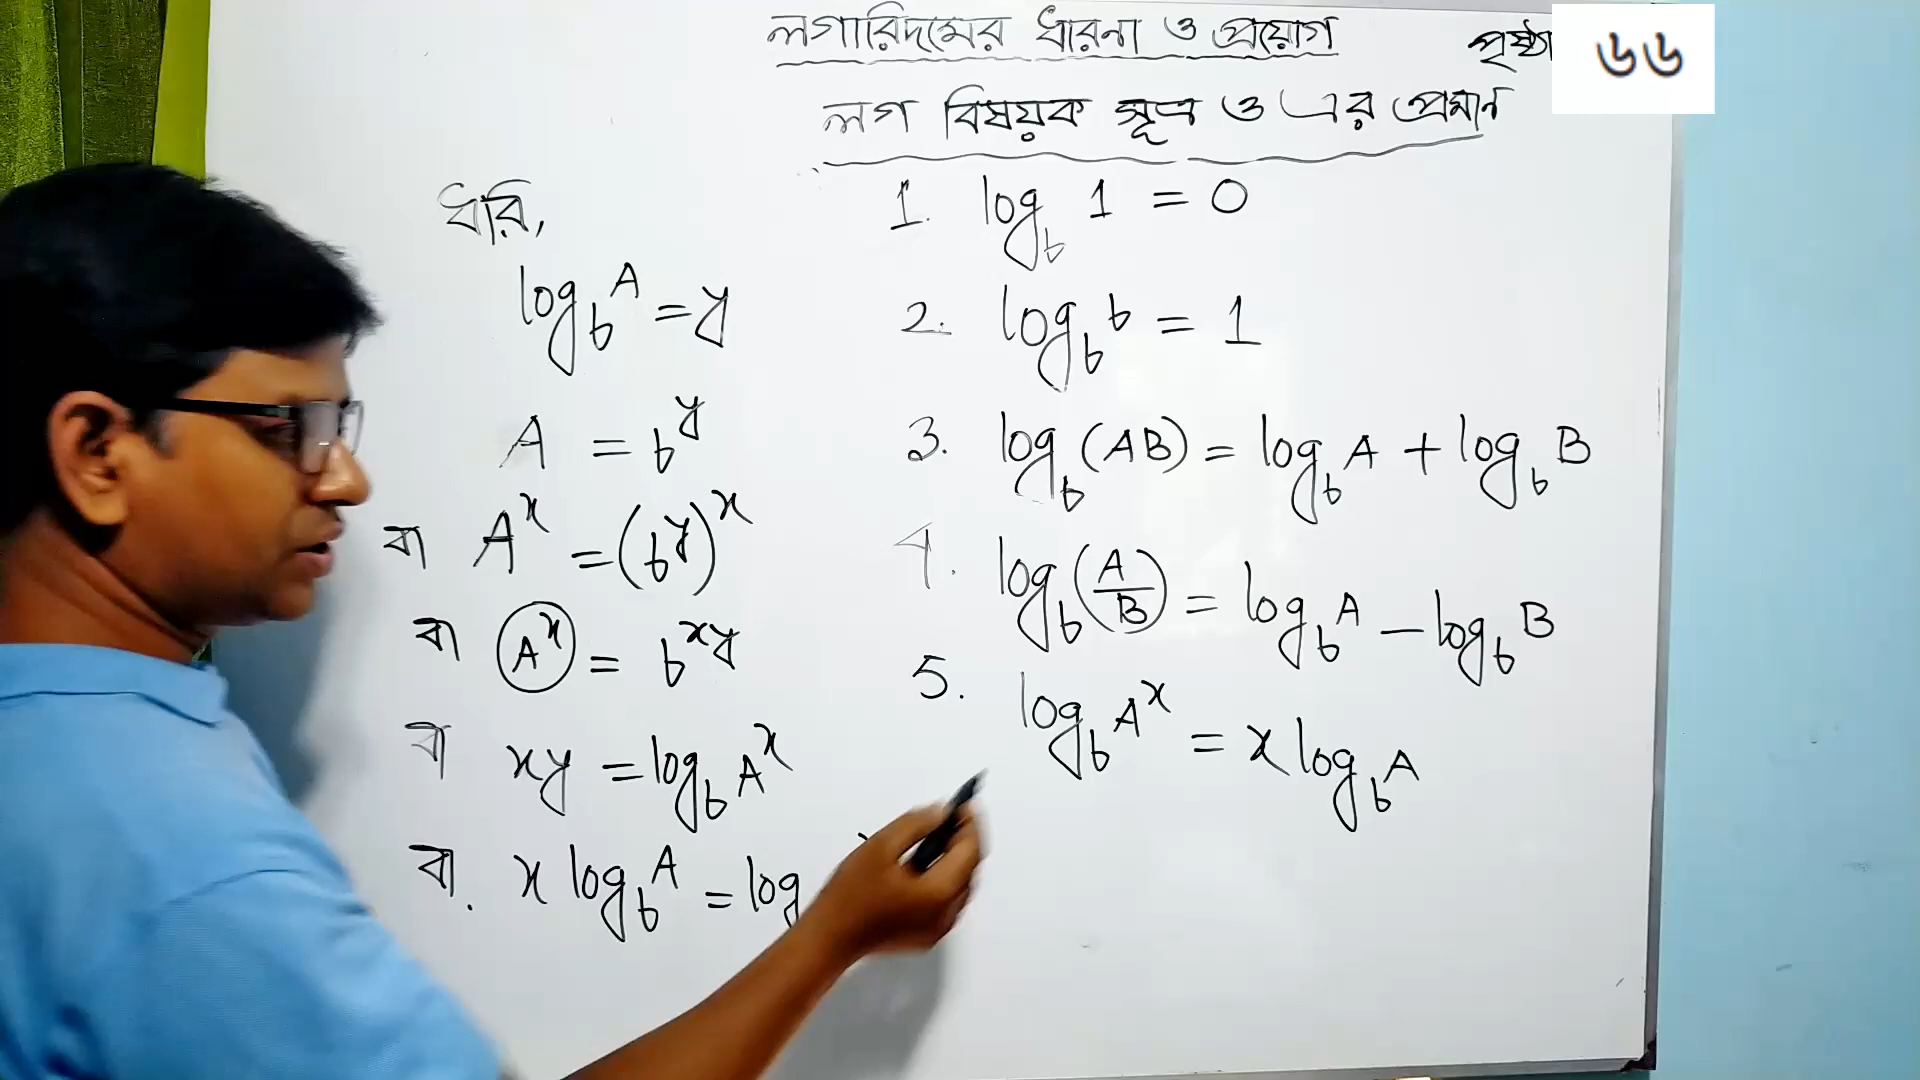 লগারিদমের ধারনা ও প্রয়োগ পৃষ্ঠা ৬৬
লগ বিষয়ক সূত্র ও এর প্রমান
ধরি,
log_b A = y
A = b^y
বা A^x = (b^y)^x
বা A^x = b^xy
বা xy = log_b A^x
বা. x log_b A = log
1. log_b 1 = 0
2. log_b b = 1
3. log_b (AB) = log_b A + log_b B
4. log_b (A/B) = log_b A - log_b B
5. log_b A^x = x log_b A